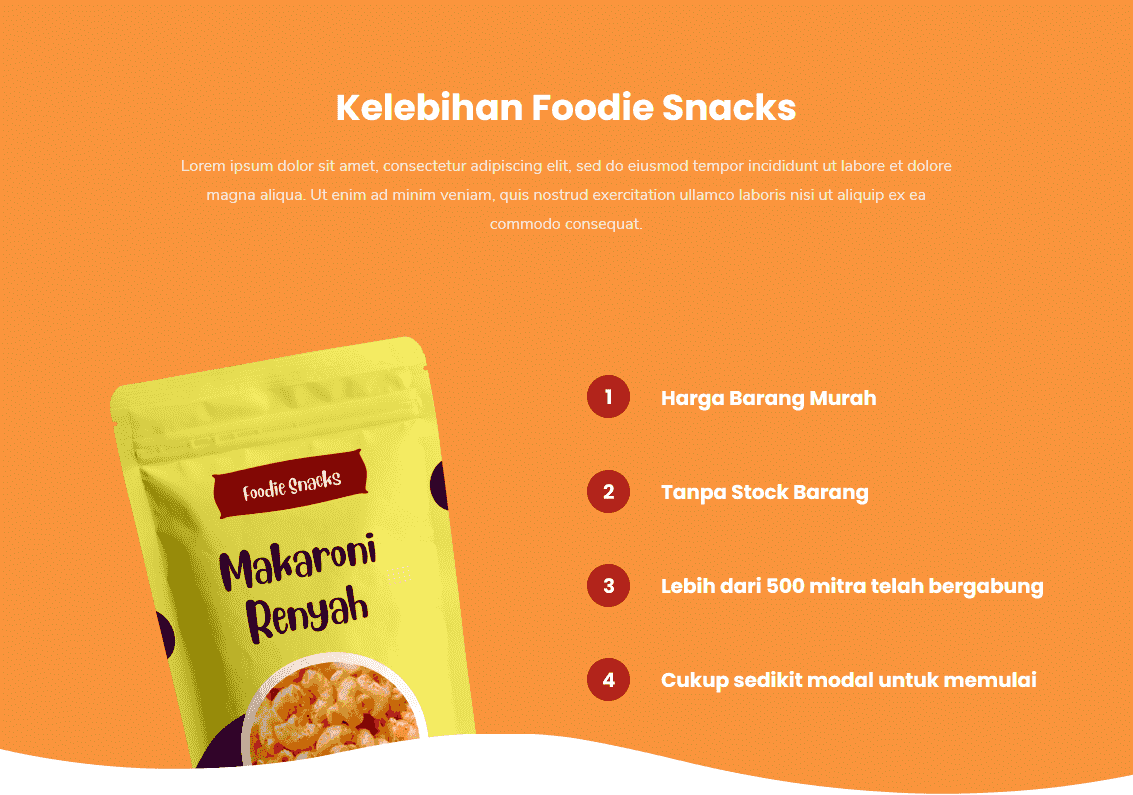 Kelebihan Foodie Snacks
Lorem ipsum dolor sit amet, consectetur adipiscing elit, sed do eiusmod tempor incididunt ut labore et dolore
magna aliqua. Ut enim ad minim veniam, quis nostrud exercitation ullamco laboris nisi ut aliquip ex ea
commodo consequat.
Foodie Snacks
Makaroni
Renyah
1 Harga Barang Murah
2 Tanpa Stock Barang
3 Lebih dari 500 mitra telah bergabung
4 Cukup sedikit modal untuk memulai